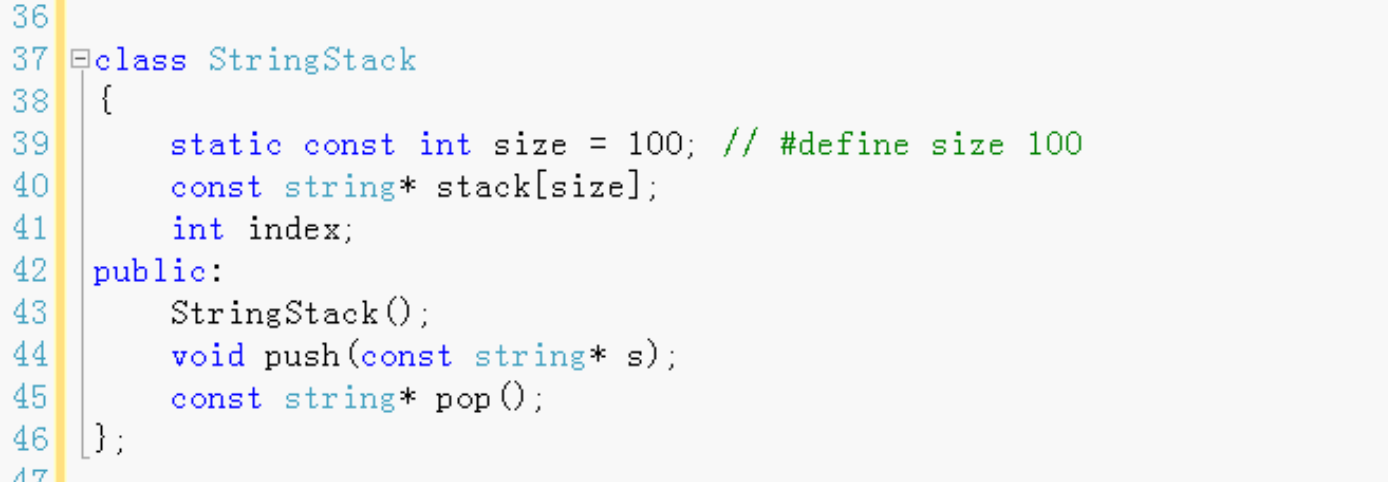 36
37 class StringStack
38 {
39 static const int size = 100; // #define size 100
40 const string* stack[size];
41 int index;
42 public:
43 StringStack();
44 void push(const string* s);
45 const string* pop();
46 };
47